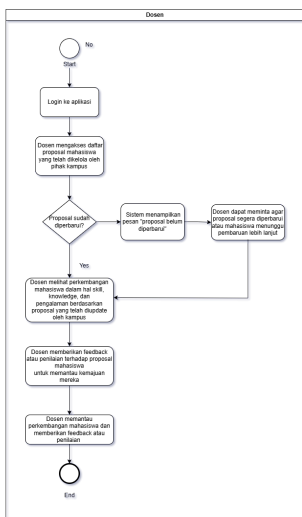 Dosen
No
Start
Login ke aplikasi
Dosen mengakses daftar
proposal mahasiswa
yang telah dikelola oleh
pihak kampus
Proposal sudah
diperbarui?
Sistem menampilkan
pesan "proposal belum
diperbarui"
Dosen dapat meminta agar
proposal segera diperbarui
atau mahasiswa menunggu
pembaruan lebih lanjut
Yes
Dosen melihat perkembangan
mahasiswa dalam hal skill,
knowledge, dan
pengalaman berdasarkan
proposal yang telah diupdate
oleh kampus
Dosen memberikan feedback
atau penilaian terhadap proposal
mahasiswa
untuk memantau kemajuan
mereka
Dosen memantau
perkembangan mahasiswa dan
memberikan feedback atau
penilaian
End